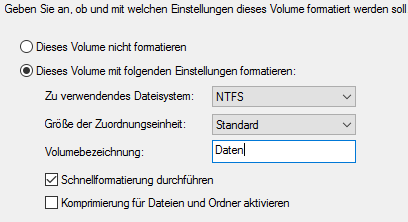 Geben Sie an, ob und mit welchen Einstellungen dieses Volume formatiert werden soll
Dieses Volume nicht formatieren
Dieses Volume mit folgenden Einstellungen formatieren:
Zu verwendendes Dateisystem: NTFS
Größe der Zuordnungseinheit: Standard
Volumebezeichnung: Daten
Schnellformatierung durchführen
Komprimierung für Dateien und Ordner aktivieren